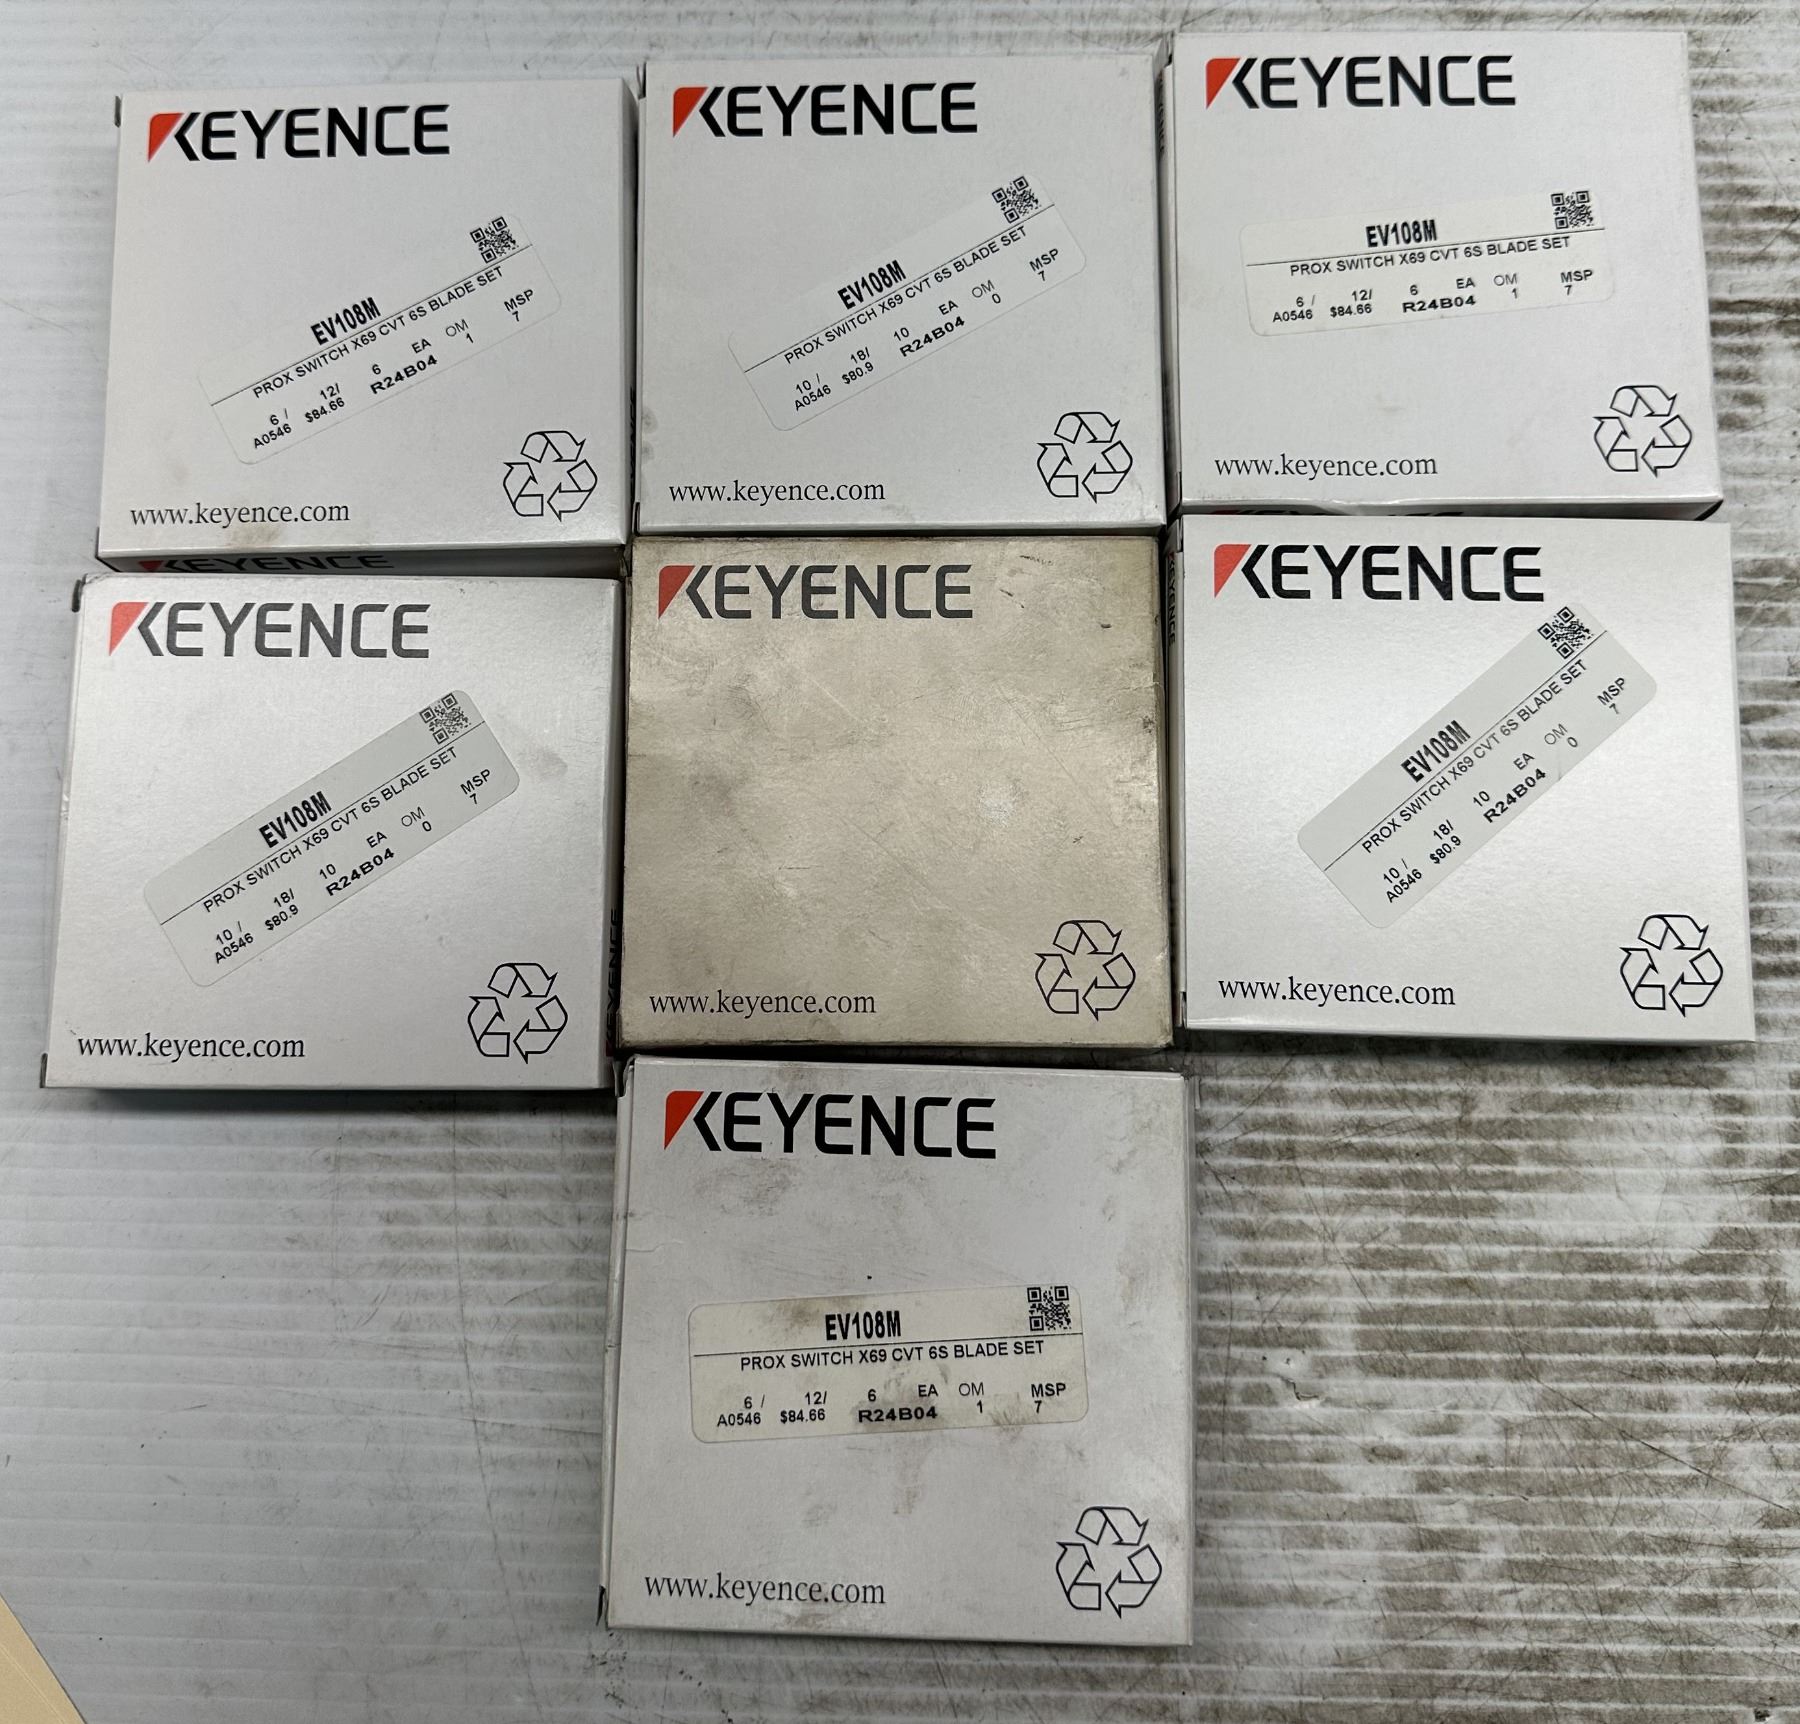 KEYENCE
EV108M
PROX SWITCH X69 CVT 6S BLADE SET
6 / 12/ 6 EA OM MSP
A0546 $84.66 R24B04 1 7
www.keyence.com
KEYENCE
KEYENCE
EV108M
PROX SWITCH X69 CVT 6S BLADE SET
10 / 18/ 10 EA OM MSP
A0546 $80.9 R24B04 0 7
www.keyence.com
KEYENCE
EV108M
PROX SWITCH X69 CVT 6S BLADE SET
6 / 12/ 6 EA OM MSP
A0546 $84.66 R24B04 1 7
www.keyence.com
KEYENCE
EV108M
PROX SWITCH X69 CVT 6S BLADE SET
10 / 18/ 10 EA OM MSP
A0546 $80.9 R24B04 0 7
www.keyence.com
KEYENCE
KEYENCE
www.keyence.com
KEYENCE
KEYENCE
EV108M
PROX SWITCH X69 CVT 6S BLADE SET
10 / 18/ 10 EA OM MSP
A0546 $80.9 R24B04 0 7
www.keyence.com
KEYENCE
EV108M
PROX SWITCH X69 CVT 6S BLADE SET
6 / 12/ 6 EA OM MSP
A0546 $84.66 R24B04 1 7
www.keyence.com